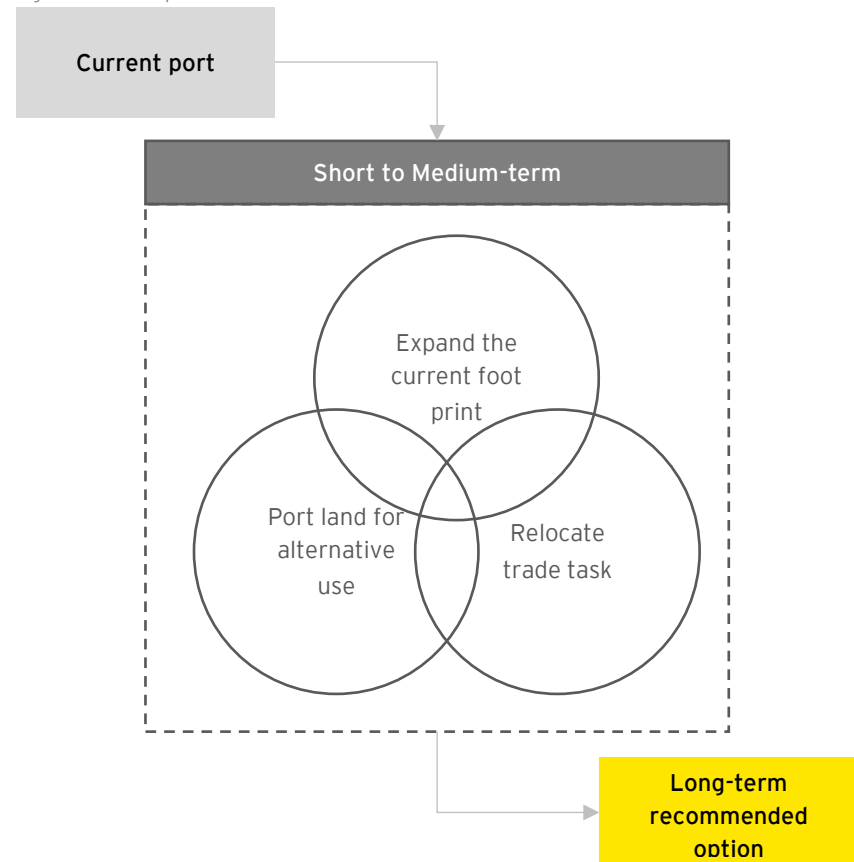 Current port
Short to Medium-term
Expand the
current foot
print
Port land for
alternative
use
Relocate
trade task
Long-term
recommended
option